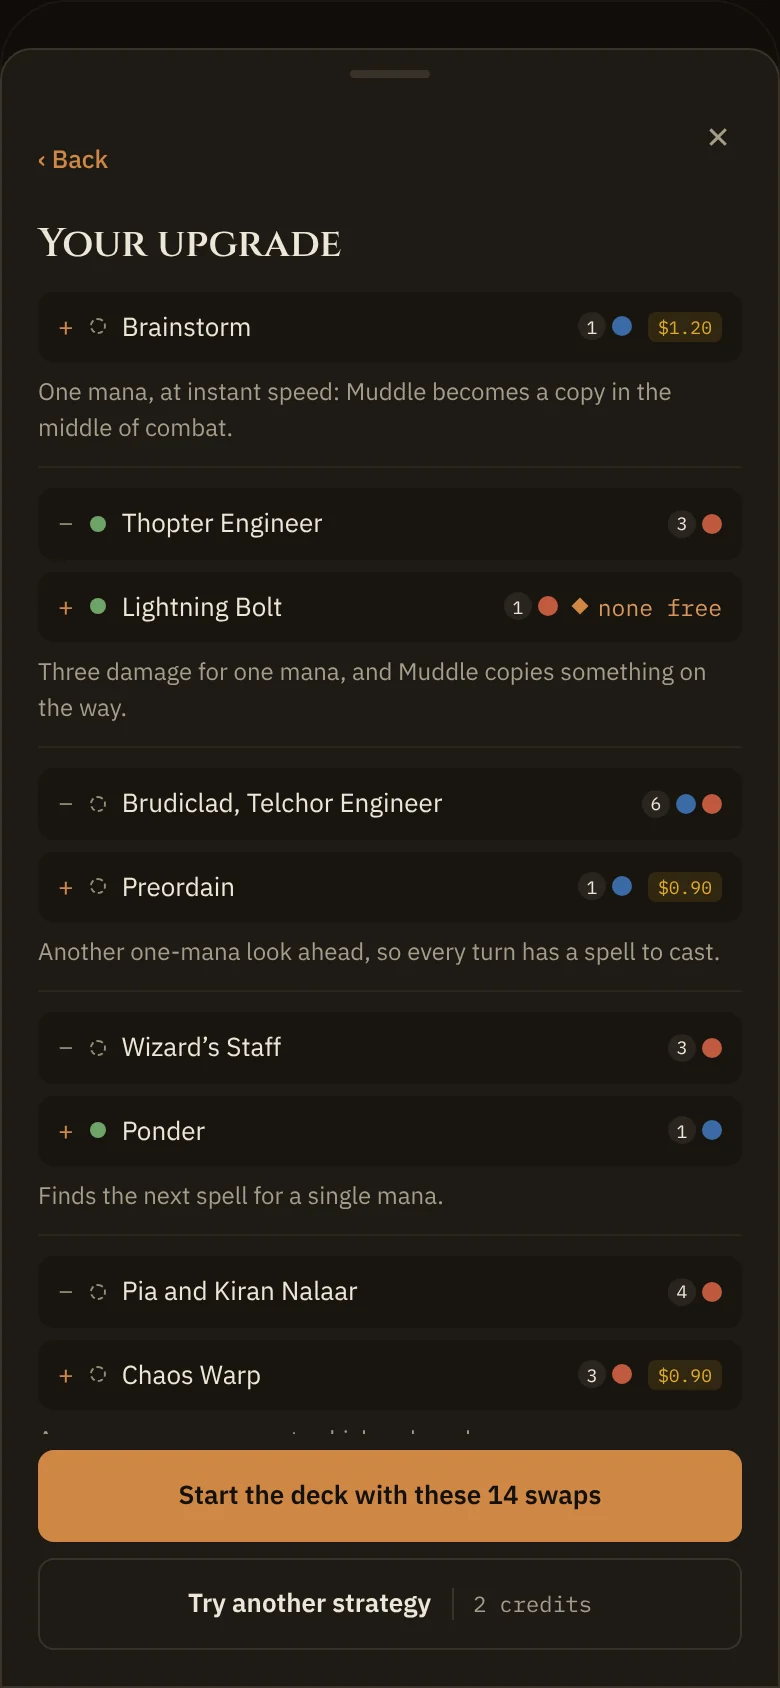 ‹ Back
✕
Your upgrade
+ Brainstorm 1 $1.20
One mana, at instant speed: Muddle becomes a copy in the
middle of combat.
− Thopter Engineer 3
+ Lightning Bolt 1 ◆ none free
Three damage for one mana, and Muddle copies something on
the way.
− Brudiclad, Telchor Engineer 6
+ Preordain 1 $0.90
Another one-mana look ahead, so every turn has a spell to cast.
− Wizard’s Staff 3
+ Ponder 1
Finds the next spell for a single mana.
− Pia and Kiran Nalaar 4
+ Chaos Warp 3 $0.90
Start the deck with these 14 swaps
Try another strategy 2 credits